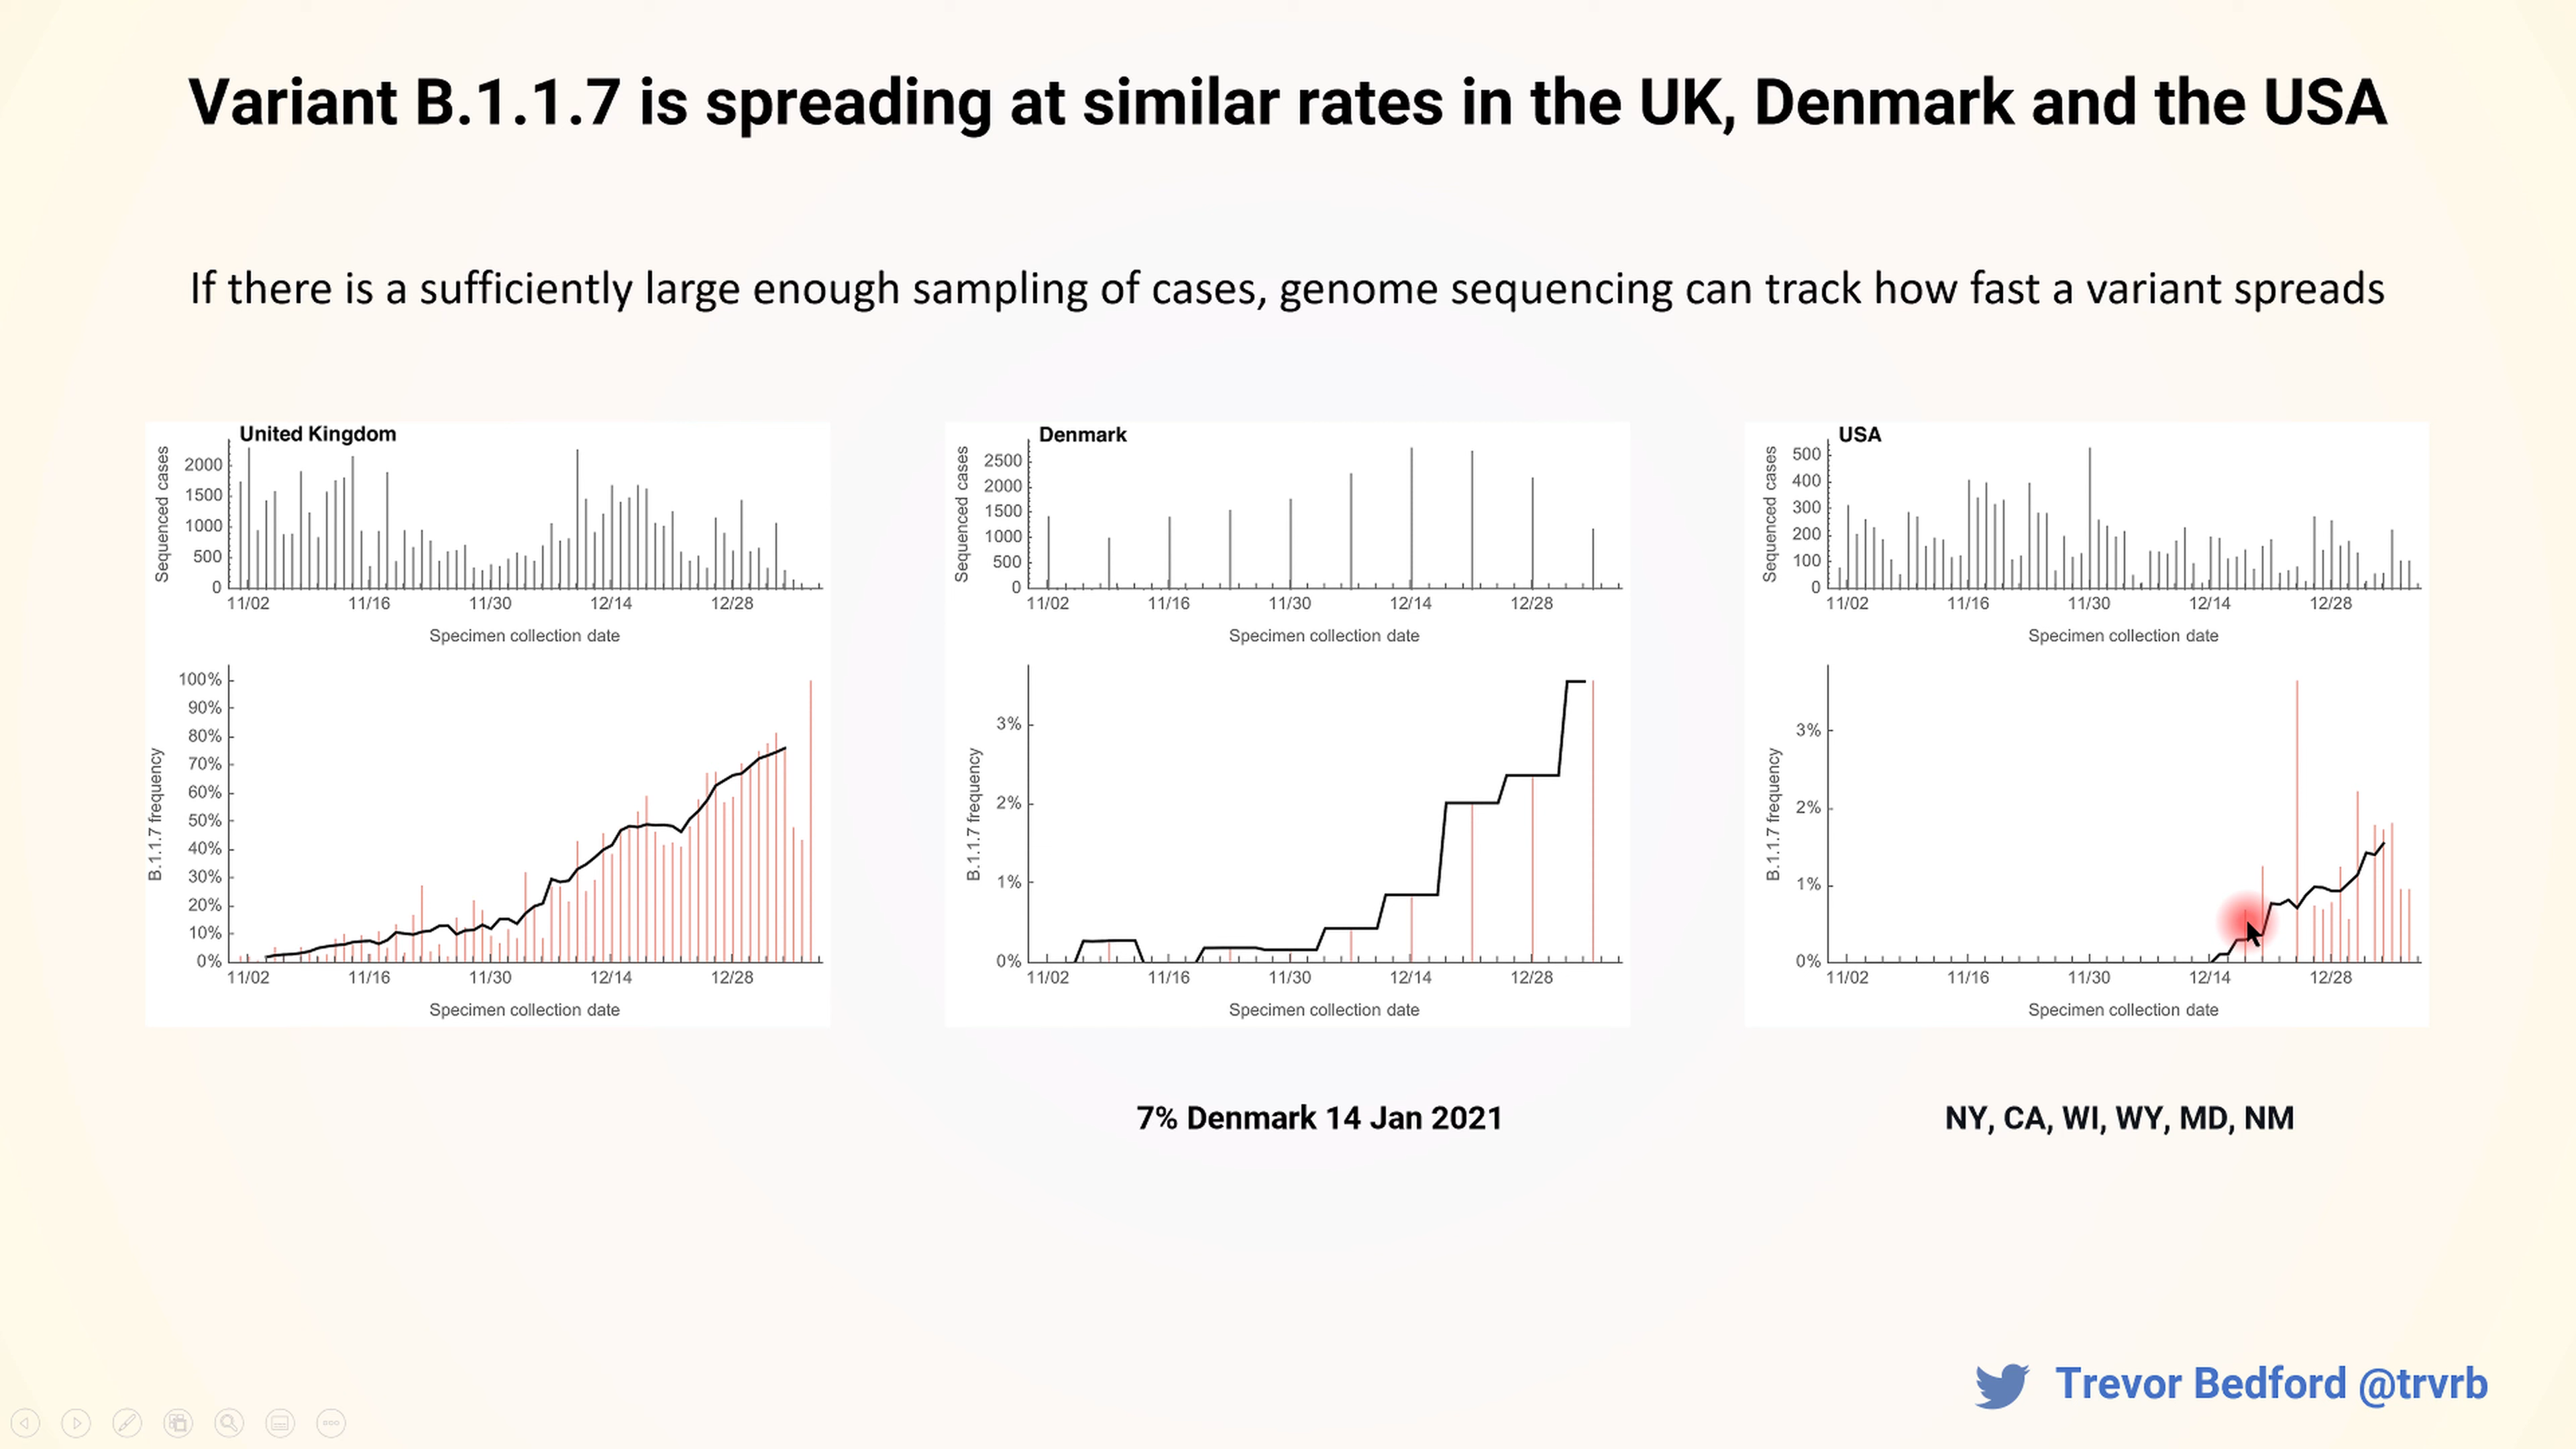 Variant B.1.1.7 is spreading at similar rates in the UK, Denmark and the USA
If there is a sufficiently large enough sampling of cases, genome sequencing can track how fast a variant spreads
United Kingdom
Sequenced cases
2000
1500
1000
500
0
11/02 11/16 11/30 12/14 12/28
Specimen collection date
B.1.1.7 frequency
100%
90%
80%
70%
60%
50%
40%
30%
20%
10%
0%
11/02 11/16 11/30 12/14 12/28
Specimen collection date
Denmark
Sequenced cases
2500
2000
1500
1000
500
0
11/02 11/16 11/30 12/14 12/28
Specimen collection date
B.1.1.7 frequency
3%
2%
1%
0%
11/02 11/16 11/30 12/14 12/28
Specimen collection date
USA
Sequenced cases
500
400
300
200
100
0
11/02 11/16 11/30 12/14 12/28
Specimen collection date
B.1.1.7 frequency
3%
2%
1%
0%
11/02 11/16 11/30 12/14 12/28
Specimen collection date
7% Denmark 14 Jan 2021
NY, CA, WI, WY, MD, NM
Trevor Bedford @trvrb